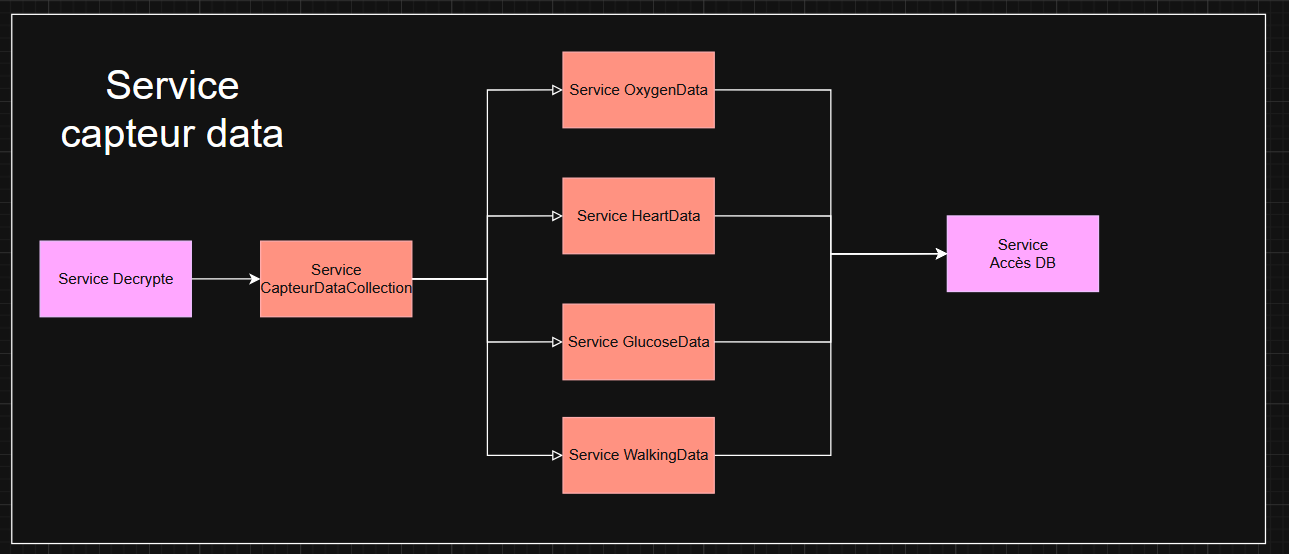 Service
capteur data
Service Decrypte
Service
CapteurDataCollection
Service OxygenData
Service HeartData
Service GlucoseData
Service WalkingData
Service
Accès DB